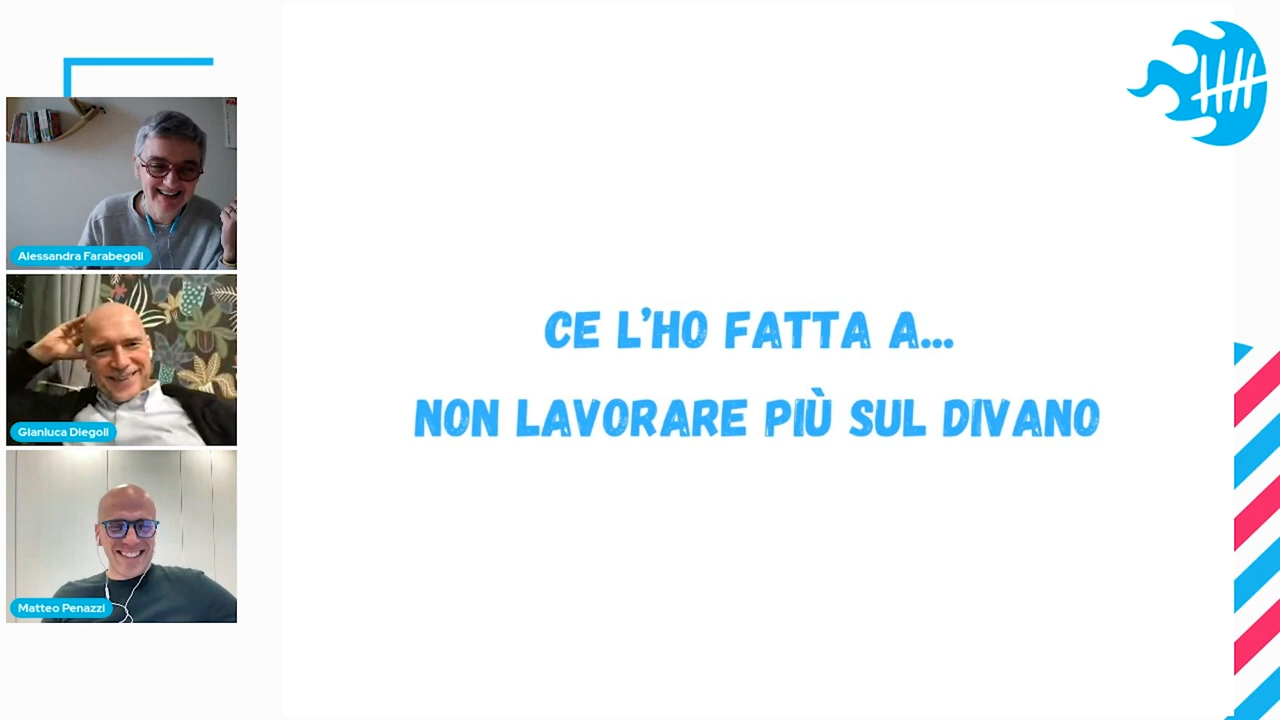 Alessandra Farabegoli
Gianluca Diegoli
Matteo Penazzi
CE L'HO FATTA A...
NON LAVORARE PIÙ SUL DIVANO